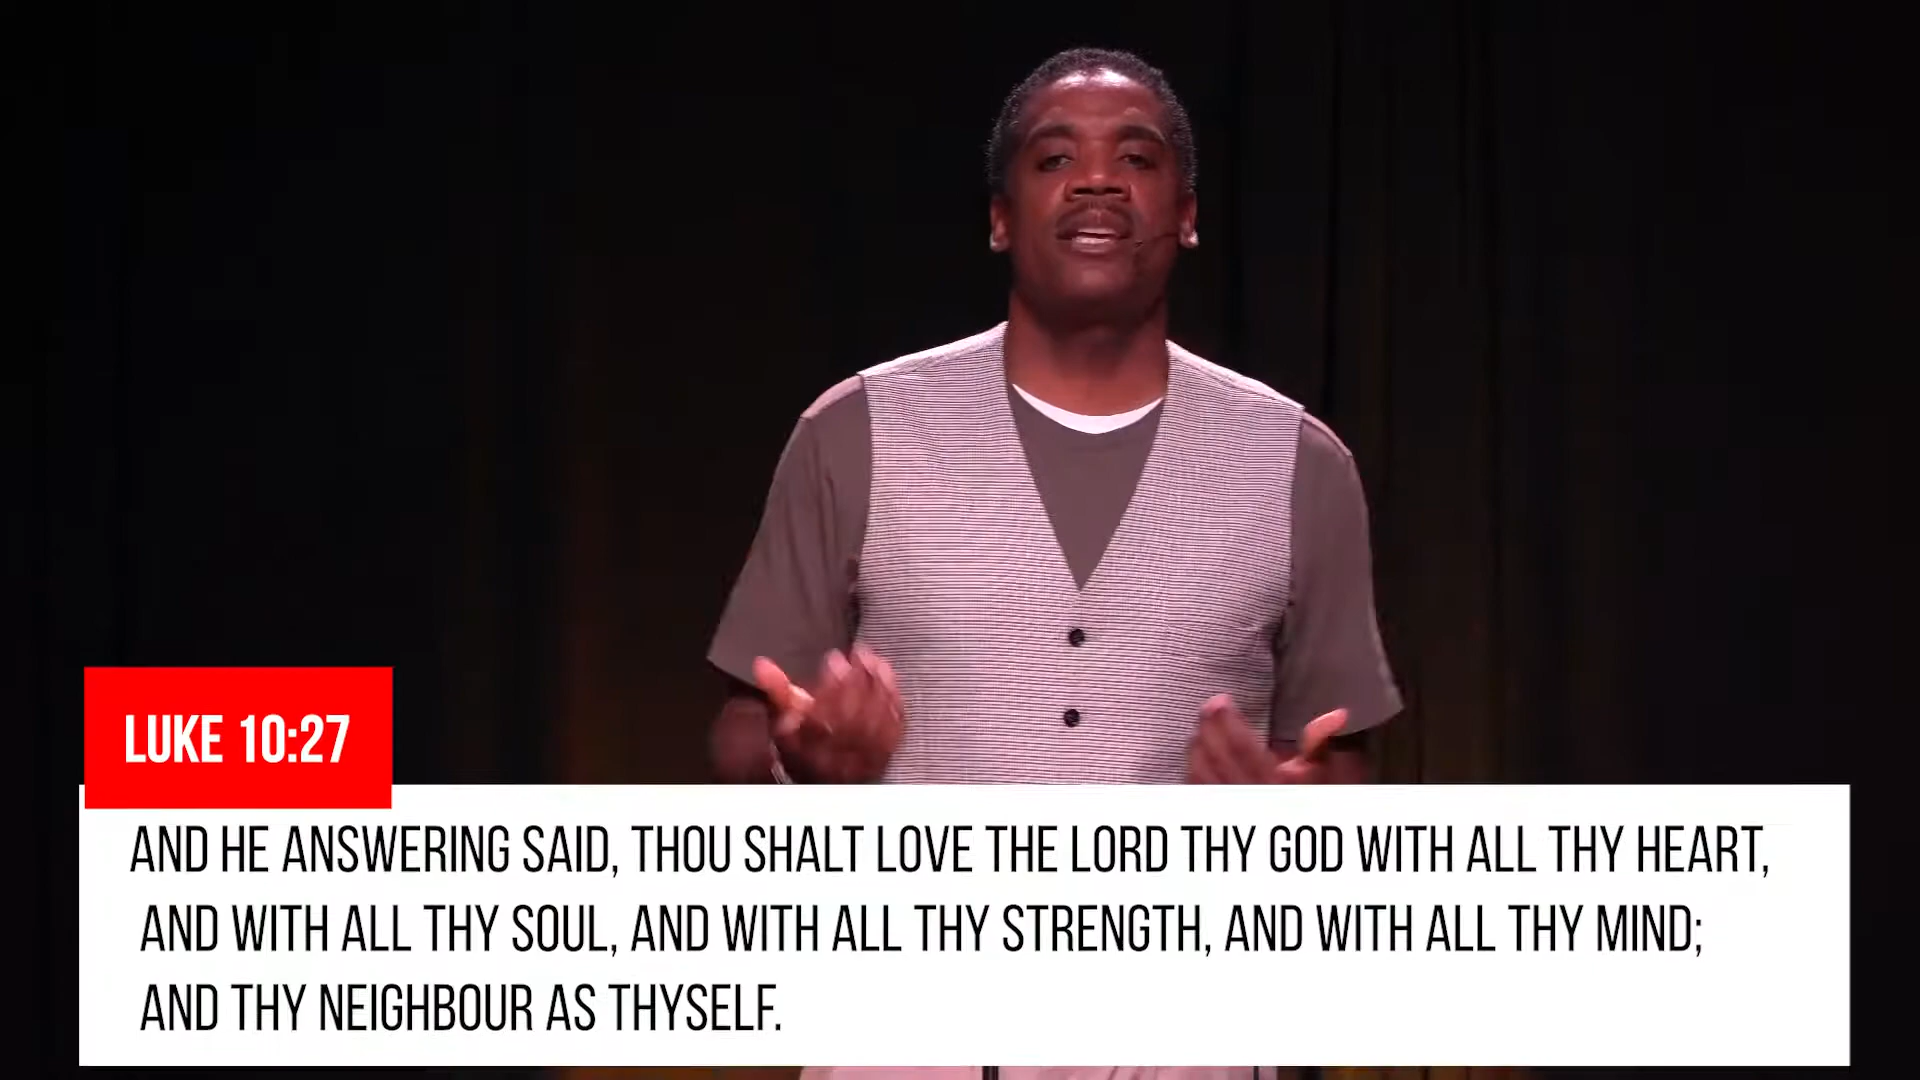 LUKE 10:27
AND HE ANSWERING SAID, THOU SHALT LOVE THE LORD THY GOD WITH ALL THY HEART,
AND WITH ALL THY SOUL, AND WITH ALL THY STRENGTH, AND WITH ALL THY MIND;
AND THY NEIGHBOUR AS THYSELF.